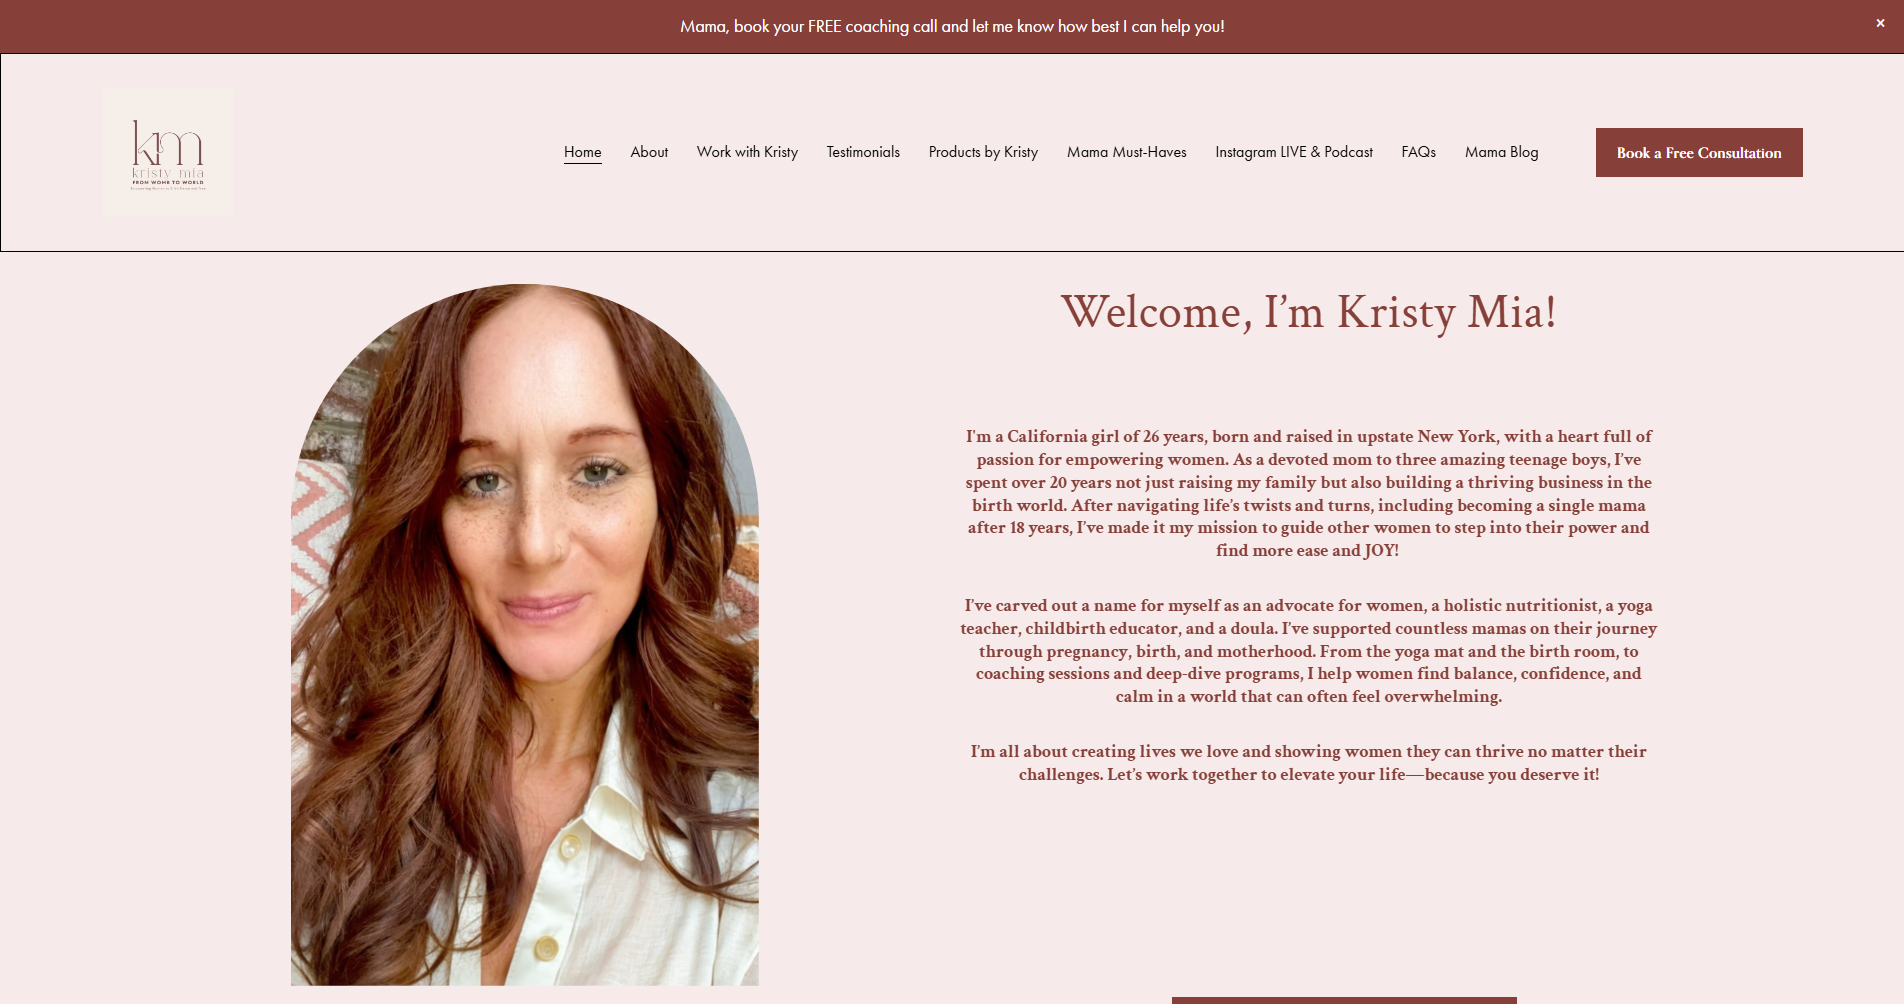 Mama, book your FREE coaching call and let me know how best I can help you!
×
km
kristy mia
FROM WOMB TO WORLD
Home
About
Work with Kristy
Testimonials
Products by Kristy
Mama Must-Haves
Instagram LIVE & Podcast
FAQs
Mama Blog
Book a Free Consultation
Welcome, I’m Kristy Mia!
I'm a California girl of 26 years, born and raised in upstate New York, with a heart full of
passion for empowering women. As a devoted mom to three amazing teenage boys, I’ve
spent over 20 years not just raising my family but also building a thriving business in the
birth world. After navigating life’s twists and turns, including becoming a single mama
after 18 years, I’ve made it my mission to guide other women to step into their power and
find more ease and JOY!
I’ve carved out a name for myself as an advocate for women, a holistic nutritionist, a yoga
teacher, childbirth educator, and a doula. I’ve supported countless mamas on their journey
through pregnancy, birth, and motherhood. From the yoga mat and the birth room, to
coaching sessions and deep-dive programs, I help women find balance, confidence, and
calm in a world that can often feel overwhelming.
I’m all about creating lives we love and showing women they can thrive no matter their
challenges. Let’s work together to elevate your life—because you deserve it!